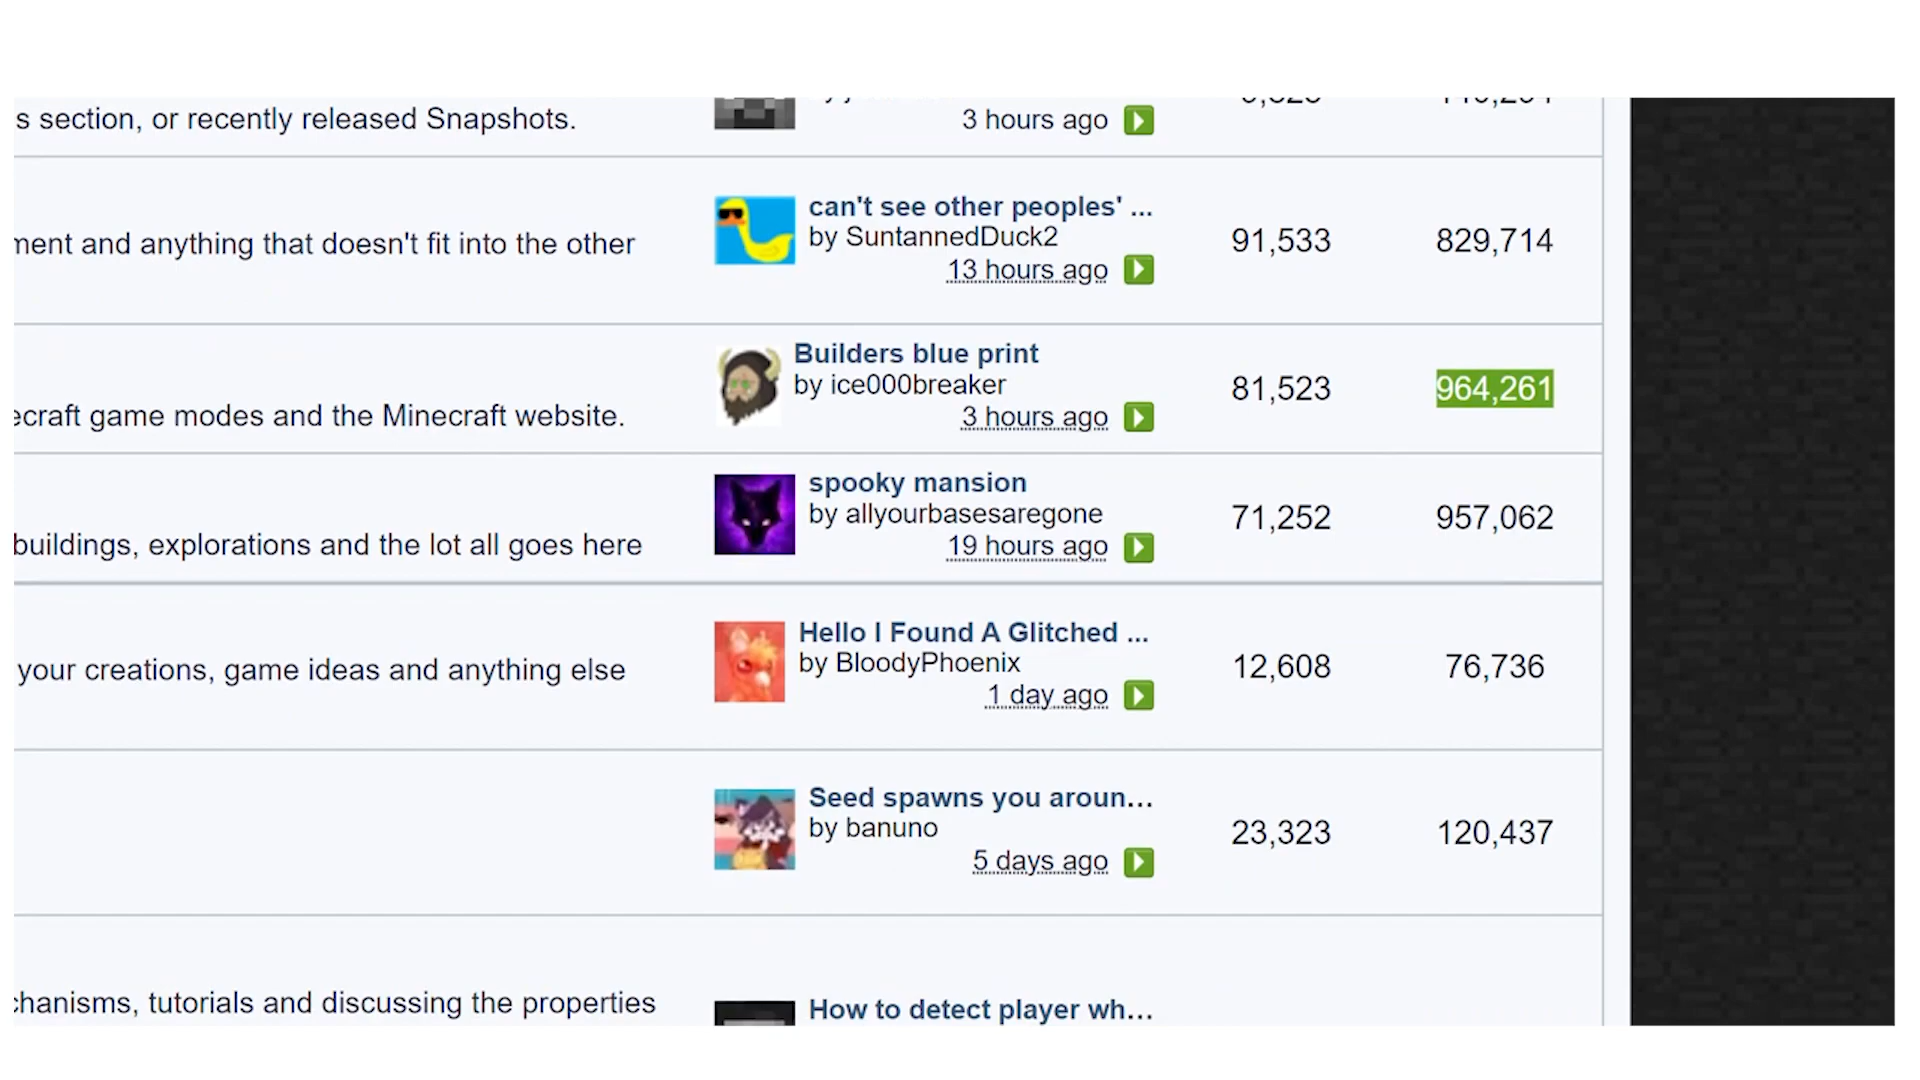 s section, or recently released Snapshots.
3 hours ago
can't see other peoples' ...
by SuntannedDuck2
13 hours ago
ment and anything that doesn't fit into the other
91,533
829,714
Builders blue print
by ice000breaker
3 hours ago
ecraft game modes and the Minecraft website.
81,523
964,261
spooky mansion
by allyourbasesaregone
19 hours ago
buildings, explorations and the lot all goes here
71,252
957,062
Hello I Found A Glitched ...
by BloodyPhoenix
1 day ago
your creations, game ideas and anything else
12,608
76,736
Seed spawns you aroun...
by banuno
5 days ago
23,323
120,437
chanisms, tutorials and discussing the properties
How to detect player wh...